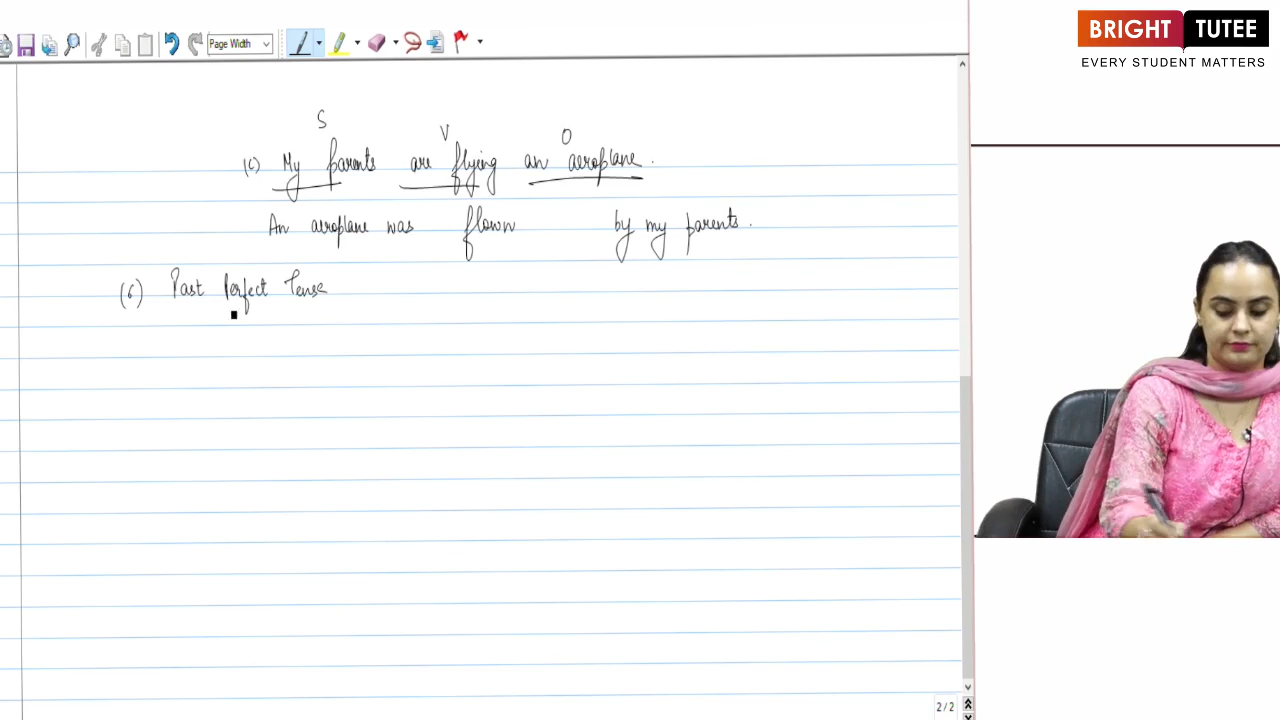 Page Width
BRIGHT TUTEE
EVERY STUDENT MATTERS
S V O
(c) My parents are flying an aeroplane.
An aeroplane was flown by my parents.
(6) Past Perfect Tense
2/2